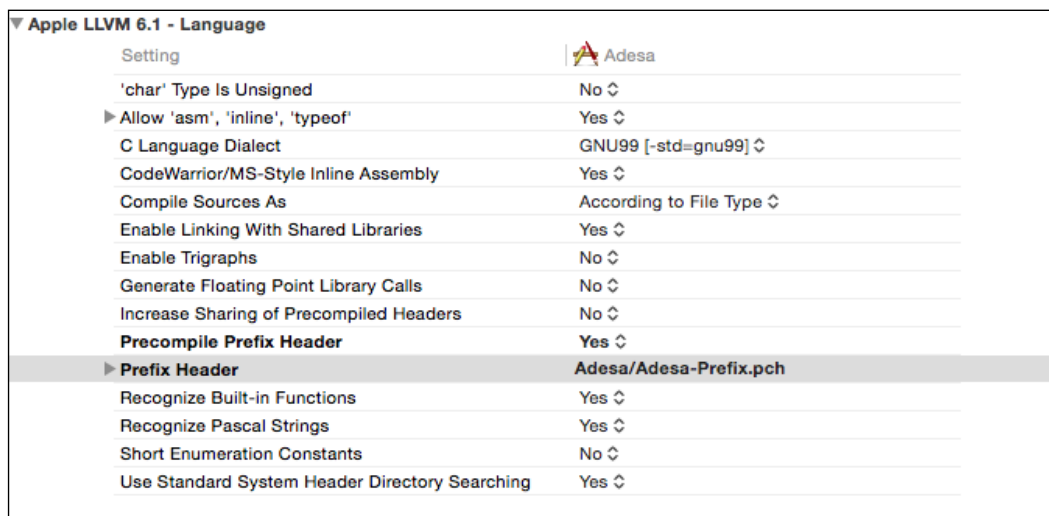 Apple LLVM 6.1 - Language
Setting Adesa
'char' Type Is Unsigned No
Allow 'asm', 'inline', 'typeof' Yes
C Language Dialect GNU99 [-std=gnu99]
CodeWarrior/MS-Style Inline Assembly Yes
Compile Sources As According to File Type
Enable Linking With Shared Libraries Yes
Enable Trigraphs No
Generate Floating Point Library Calls No
Increase Sharing of Precompiled Headers No
Precompile Prefix Header Yes
Prefix Header Adesa/Adesa-Prefix.pch
Recognize Built-in Functions Yes
Recognize Pascal Strings Yes
Short Enumeration Constants No
Use Standard System Header Directory Searching Yes